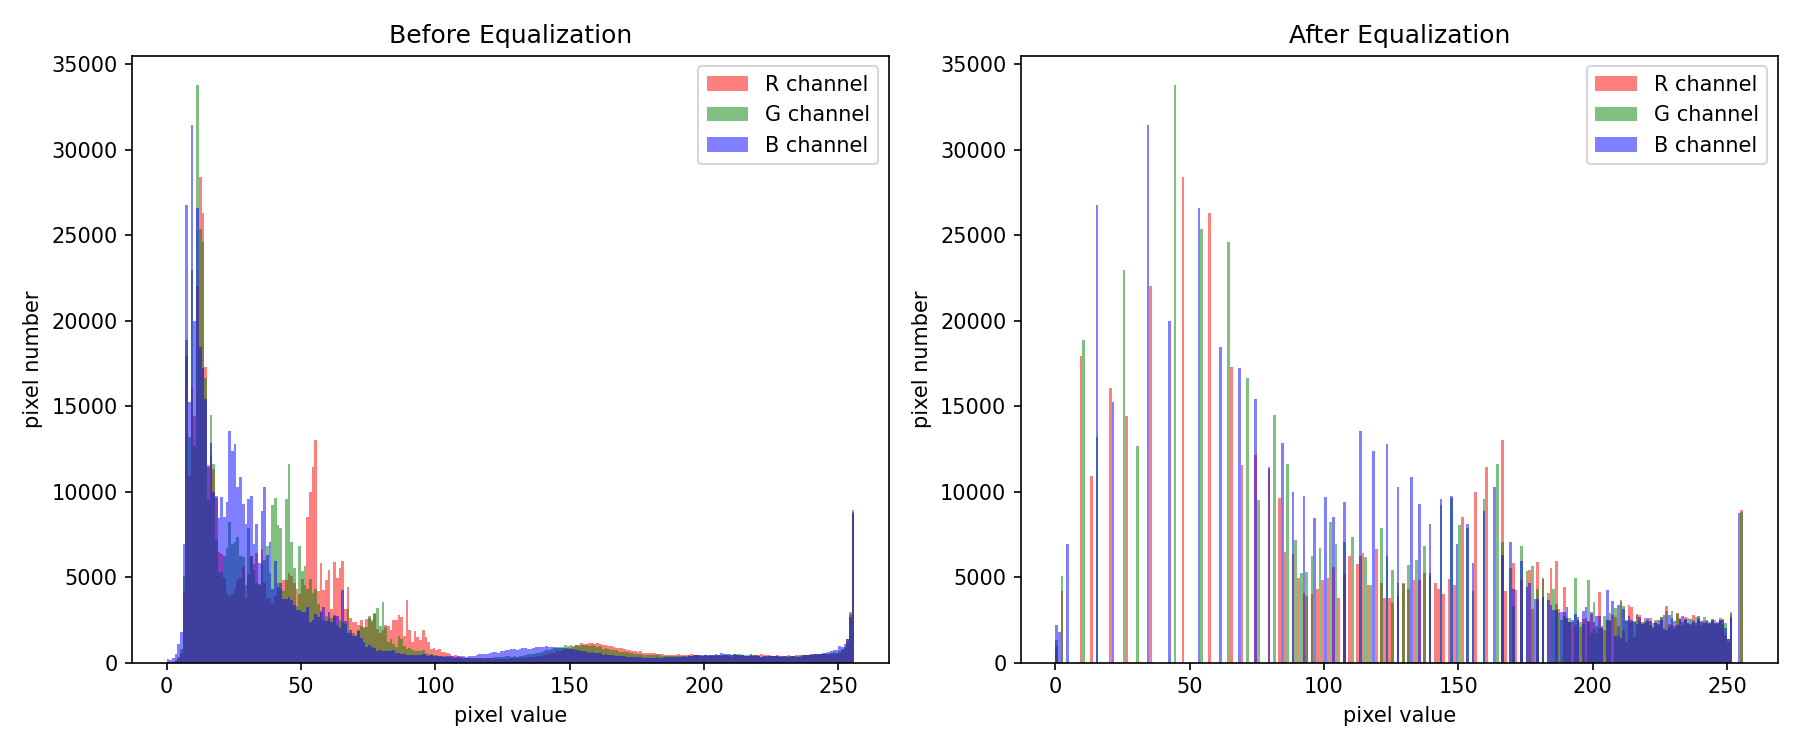 Before Equalization
35000
30000
25000
20000
15000
10000
5000
0
pixel number
R channel
G channel
B channel
0 50 100 150 200 250
pixel value
After Equalization
35000
30000
25000
20000
15000
10000
5000
0
pixel number
R channel
G channel
B channel
0 50 100 150 200 250
pixel value